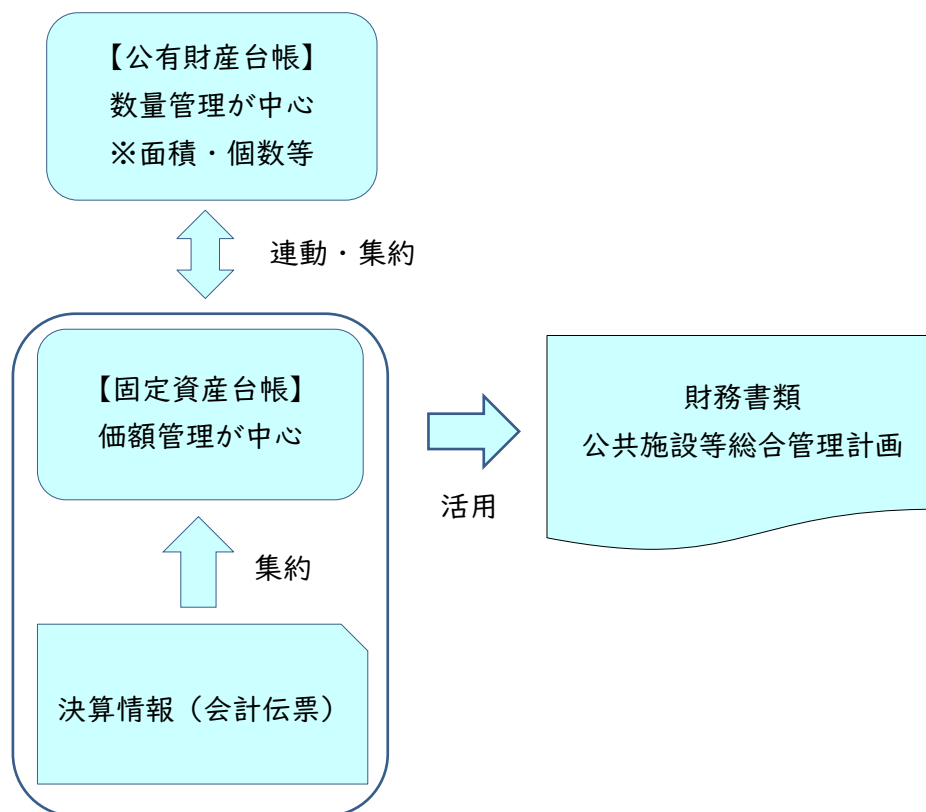 【公有財産台帳】
数量管理が中心
※面積・個数等
連動・集約
【固定資産台帳】
価額管理が中心
財務書類
公共施設等総合管理計画
活用
集約
決算情報（会計伝票）